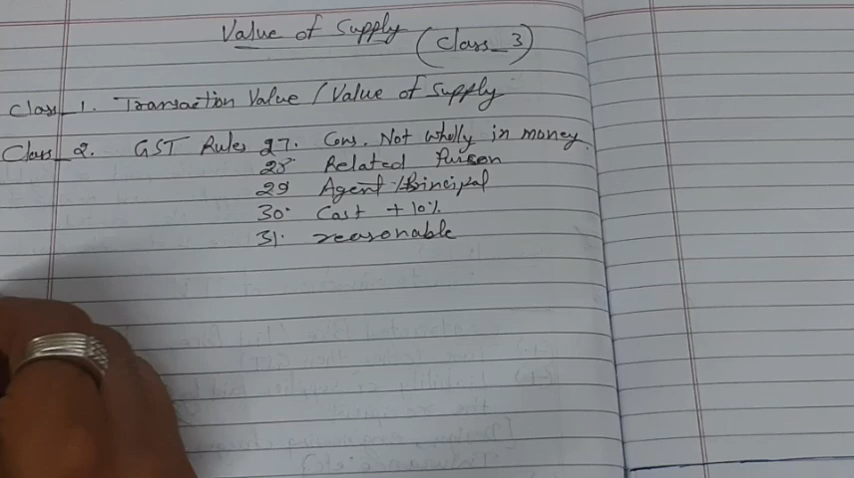 Value of Supply (Class_3)
Class_1. Transaction Value / Value of Supply
Class_2. GST Rules 27. Cons. Not wholly in money.
28 Related Person
29 Agent/Principal
30. Cost + 10%
31. reasonable